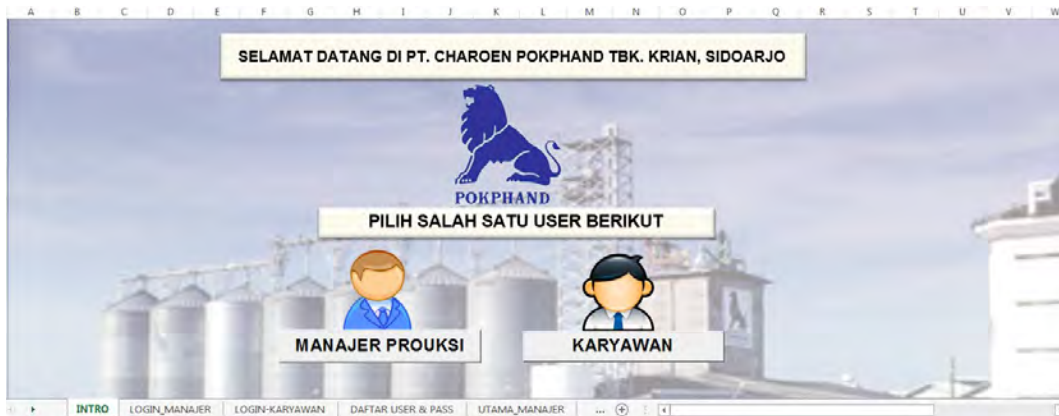 A B C D E F G H I J K L M N O P Q R S T U V W
SELAMAT DATANG DI PT. CHAROEN POKPHAND TBK. KRIAN, SIDOARJO
POKPHAND
PILIH SALAH SATU USER BERIKUT
MANAJER PROUKSI KARYAWAN
INTRO LOGIN_MANAJER LOGIN-KARYAWAN DAFTAR USER & PASS UTAMA_MANAJER ...